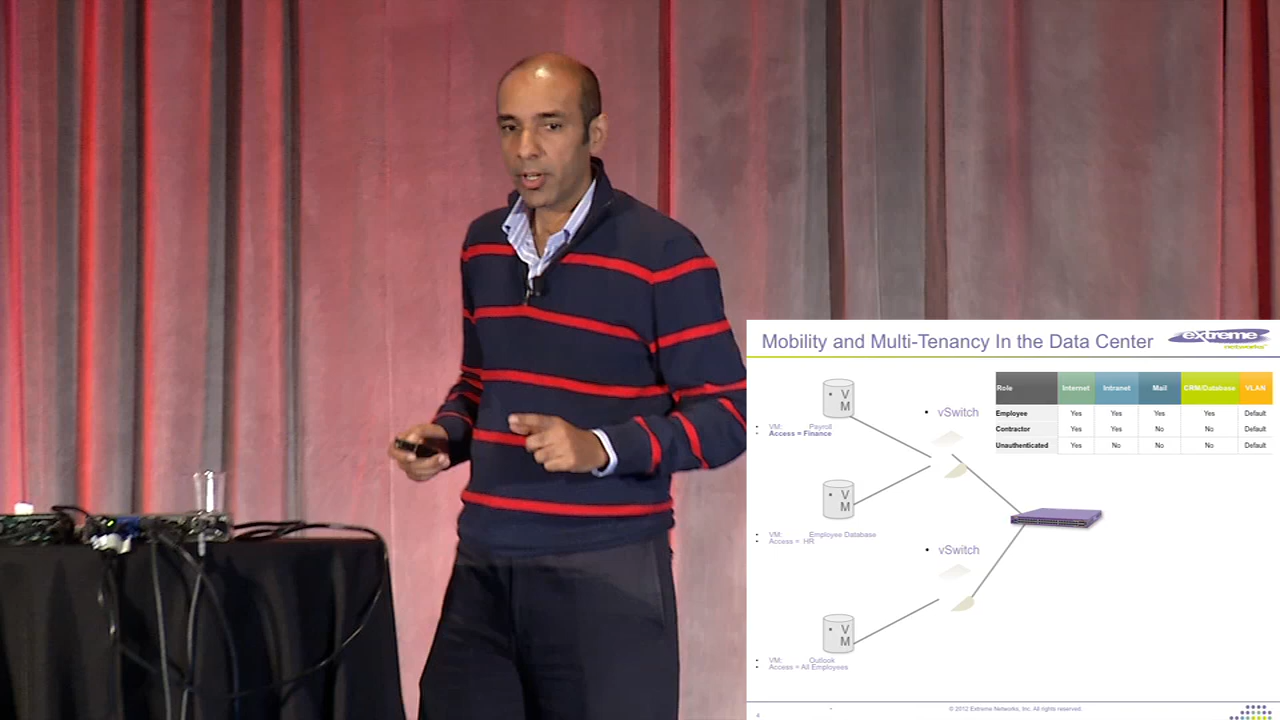 Mobility and Multi-Tenancy In the Data Center
extreme
networks
Role Internet Intranet Mail CRM/Database VLAN
Employee Yes Yes Yes Yes Default
Contractor Yes Yes No No Default
Unauthenticated Yes No No No Default
• V
M
• vSwitch
• VM: Payroll
• Access = Finance
• V
M
• VM: Employee Database
• Access = HR
• vSwitch
• V
M
• VM: Outlook
• Access = All Employees
4
© 2012 Extreme Networks, Inc. All rights reserved.